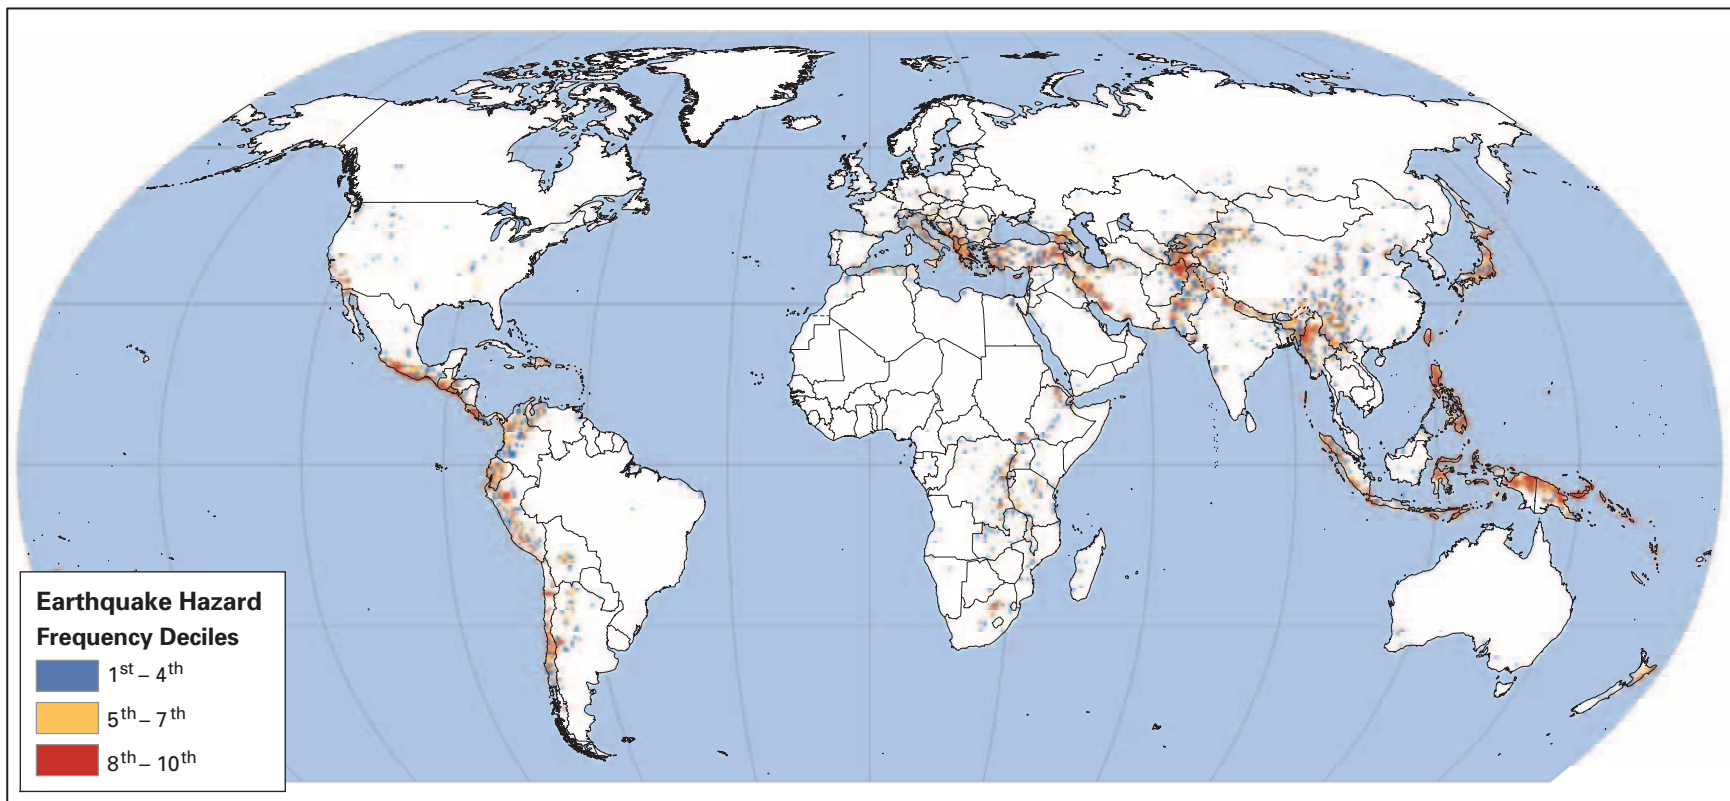 Earthquake Hazard
Frequency Deciles
1st – 4th
5th – 7th
8th – 10th